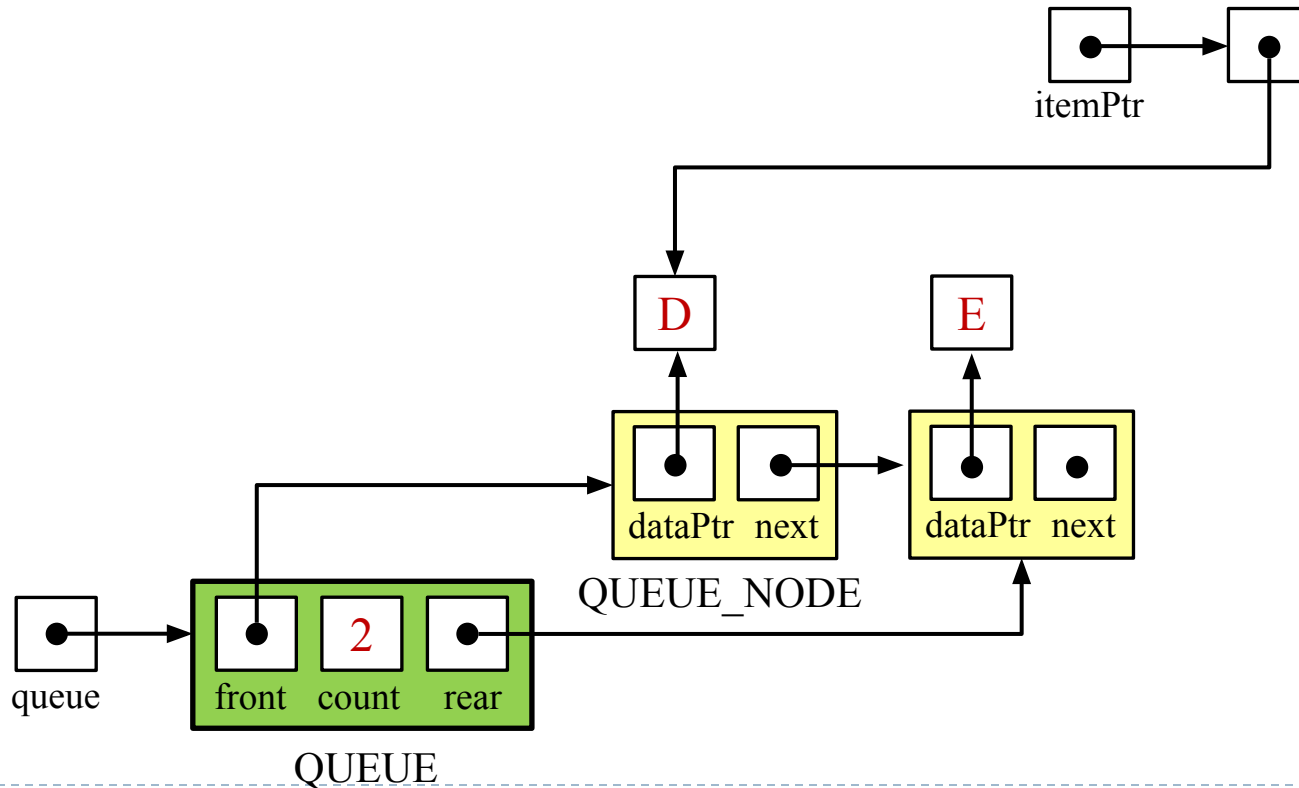 itemPtr
D E
dataPtr next dataPtr next
QUEUE_NODE
2
queue front count rear
QUEUE